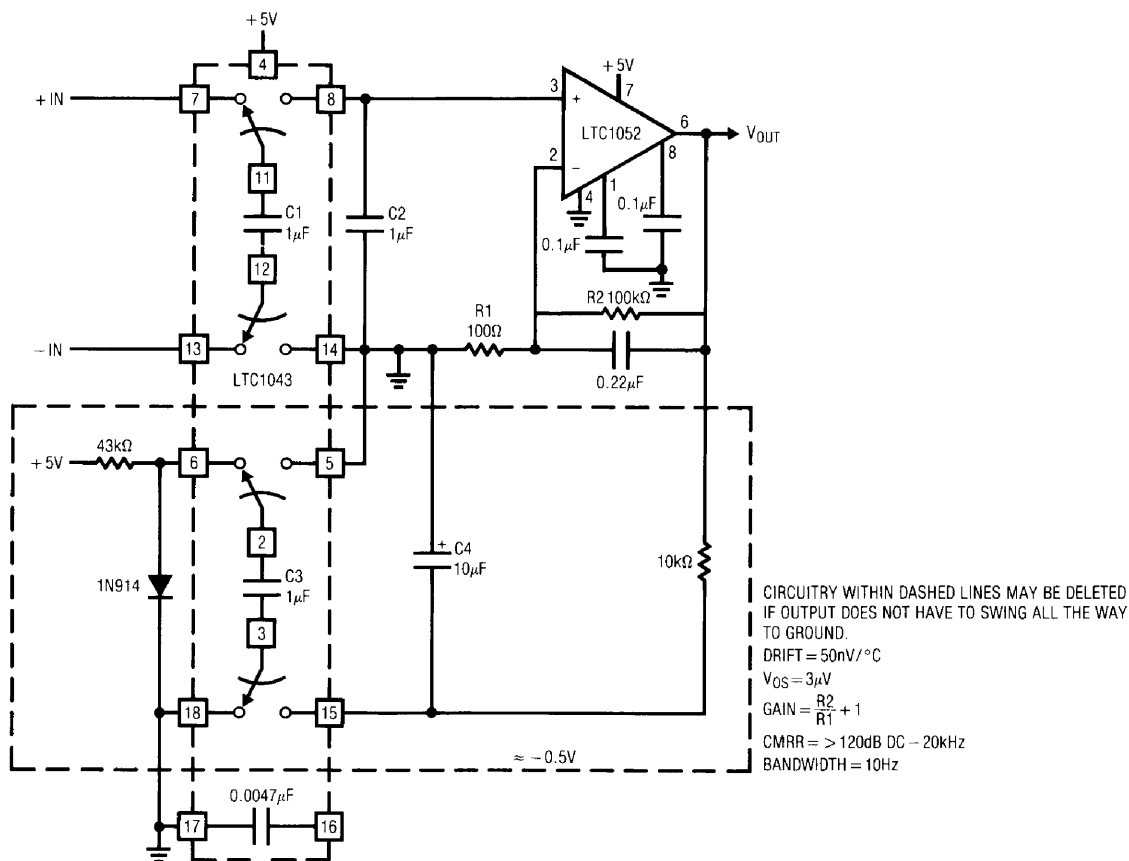 +5V
4
+IN
7
8
11
C1
1μF
12
C2
1μF
-IN
13
14
LTC1043
+5V
7
3
+
LTC1052
2
-
6
VOUT
8
4
1
0.1μF
0.1μF
R2 100kΩ
R1
100Ω
0.22μF
+5V
43kΩ
6
5
2
C3
1μF
3
1N914
18
15
+
C4
10μF
10kΩ
≈ -0.5V
0.0047μF
17
16
CIRCUITRY WITHIN DASHED LINES MAY BE DELETED
IF OUTPUT DOES NOT HAVE TO SWING ALL THE WAY
TO GROUND.
DRIFT = 50nV/°C
VOS = 3μV
GAIN = R2/R1 + 1
CMRR = > 120dB DC – 20kHz
BANDWIDTH = 10Hz